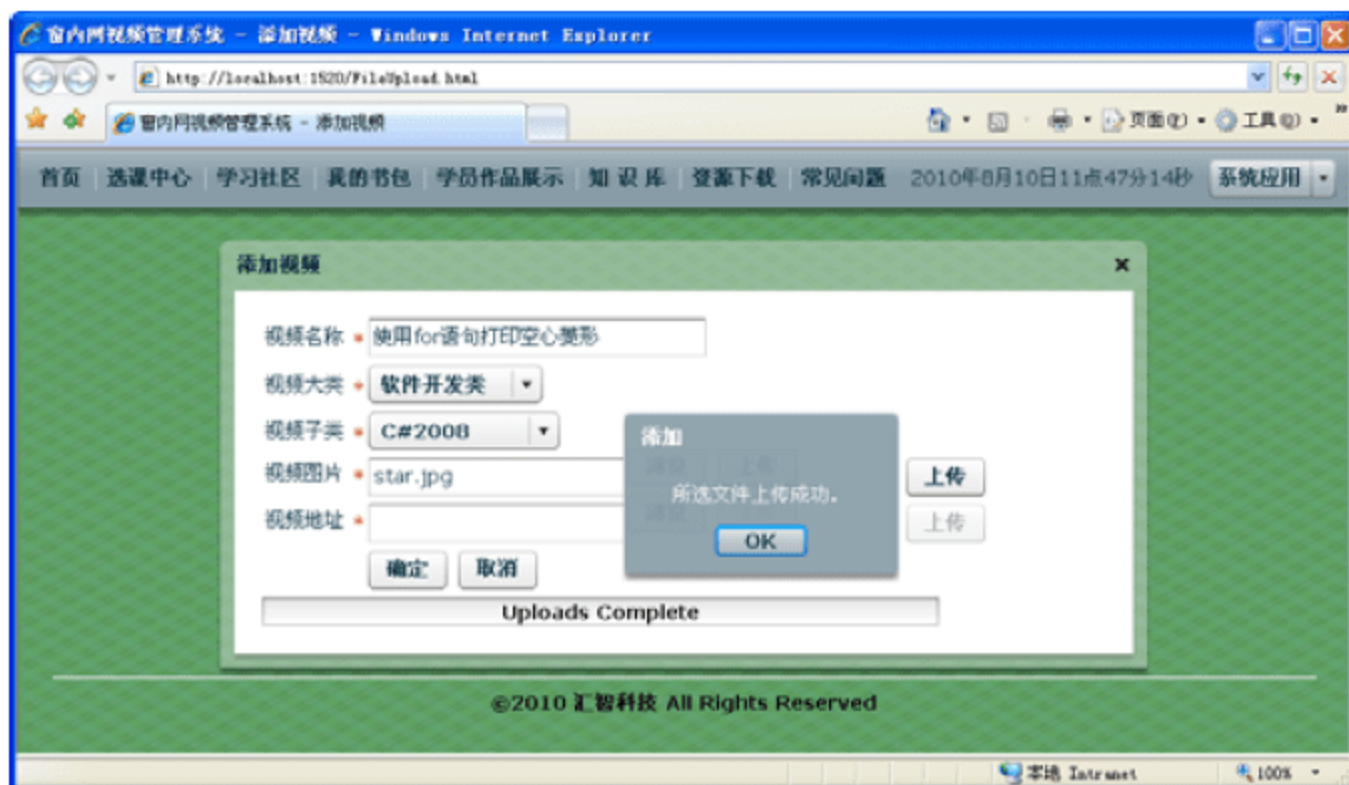 窗内网视频管理系统 - 添加视频 - Windows Internet Explorer
http://localhost:1520/FileUpload.html
窗内网视频管理系统 - 添加视频
页面(P)
工具(O)
首页 选课中心 学习社区 我的书包 学员作品展示 知识库 资源下载 常见问题 2010年8月10日11点47分14秒 系统应用
添加视频
视频名称 * 使用for语句打印空心菱形
视频大类 * 软件开发类
视频子类 * C#2008
添加
视频图片 * star.jpg
上传
所选文件上传成功。
视频地址 *
上传
OK
确定 取消
Uploads Complete
©2010 汇智科技 All Rights Reserved
本地 Intranet
100%